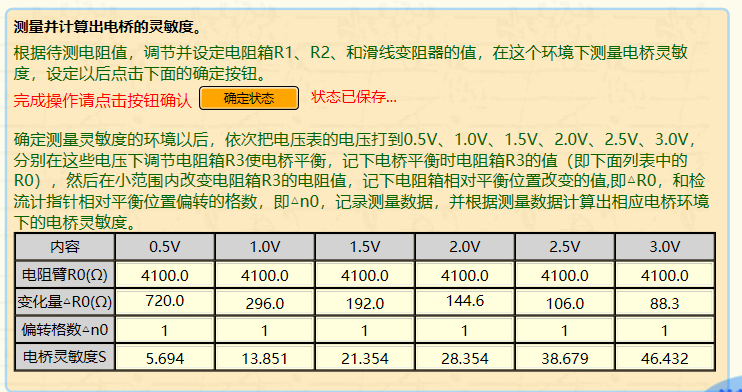 测量并计算出电桥的灵敏度。
根据待测电阻值，调节并设定电阻箱R1、R2、和滑线变阻器的值，在这个环境下测量电桥灵敏
度，设定以后点击下面的确定按钮。
完成操作请点击按钮确认 确定状态 状态已保存...
确定测量灵敏度的环境以后，依次把电压表的电压打到0.5V、1.0V、1.5V、2.0V、2.5V、3.0V，
分别在这些电压下调节电阻箱R3使电桥平衡，记下电桥平衡时电阻箱R3的值（即下面列表中的
R0），然后在小范围内改变电阻箱R3的电阻值，记下电阻箱相对平衡位置改变的值,即△R0，和检
流计指针相对平衡位置偏转的格数，即△n0，记录测量数据，并根据测量数据计算出相应电桥环境
下的电桥灵敏度。
内容 0.5V 1.0V 1.5V 2.0V 2.5V 3.0V
电阻臂R0(Ω) 4100.0 4100.0 4100.0 4100.0 4100.0 4100.0
变化量△R0(Ω) 720.0 296.0 192.0 144.6 106.0 88.3
偏转格数△n0 1 1 1 1 1 1
电桥灵敏度S 5.694 13.851 21.354 28.354 38.679 46.432